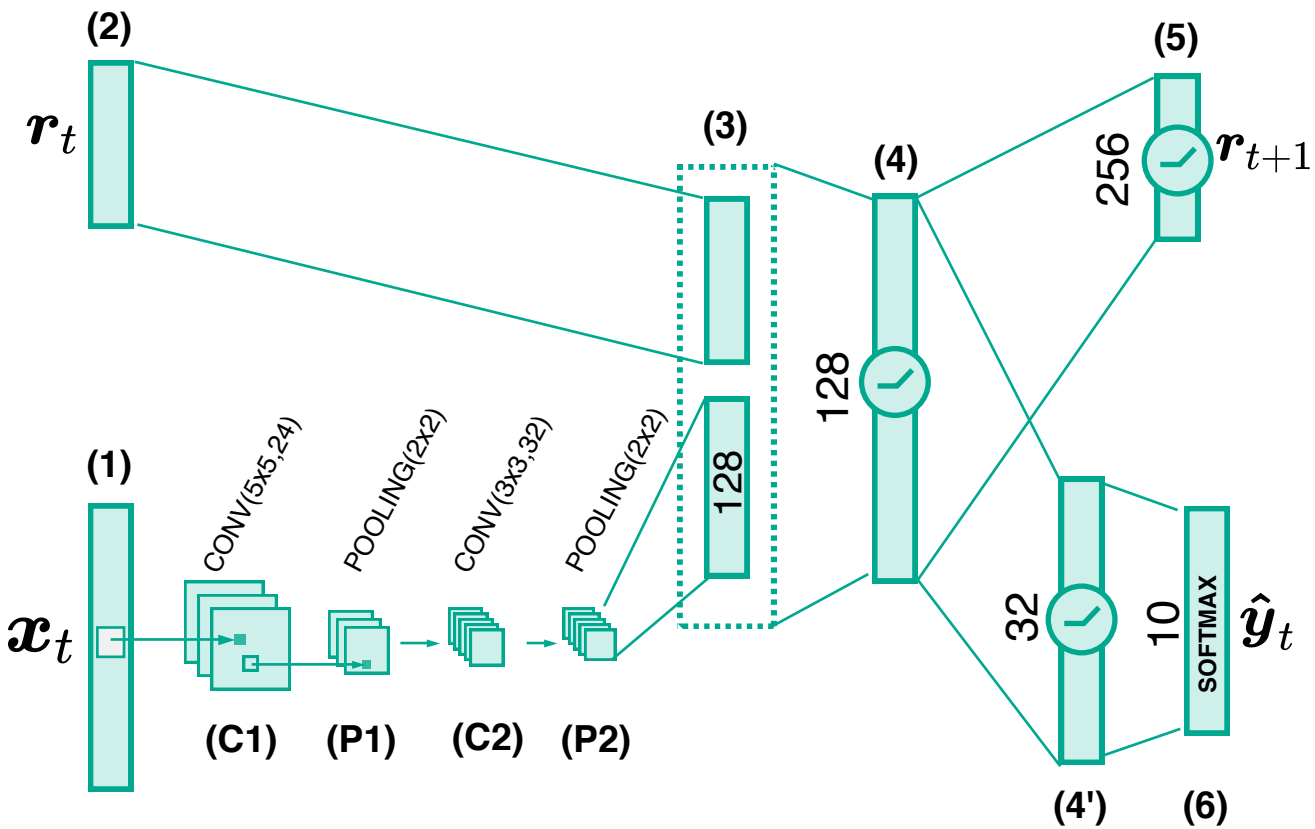 (2)
r_t
(3)
(4)
(5)
256
r_{t+1}
128
(1)
CONV(5x5,24)
POOLING(2x2)
CONV(3x3,32)
POOLING(2x2)
128
x_t
(C1)
(P1)
(C2)
(P2)
32
10
SOFTMAX
ŷ_t
(4')
(6)